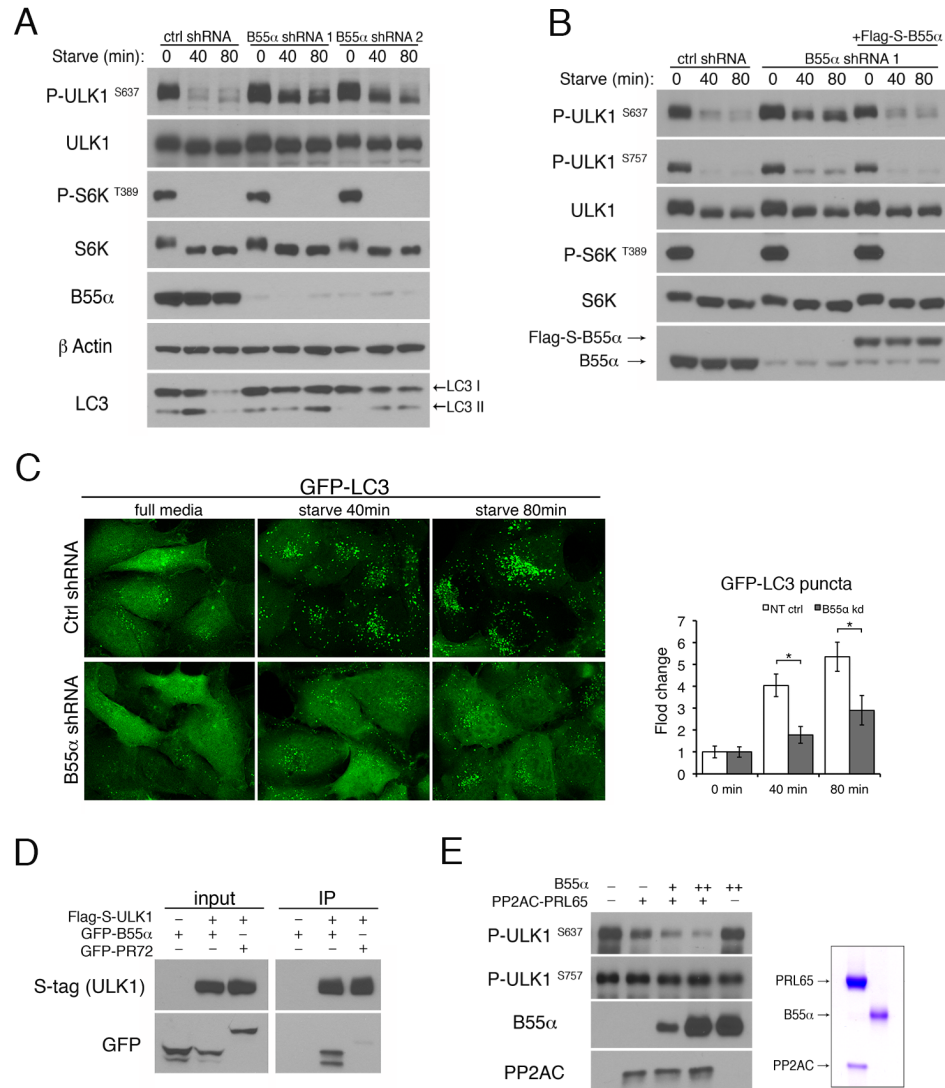 A
ctrl shRNA B55α shRNA 1 B55α shRNA 2
Starve (min): 0 40 80 0 40 80 0 40 80
P-ULK1 S637
ULK1
P-S6K T389
S6K
B55α
β Actin
LC3
←LC3 I
←LC3 II
B
+Flag-S-B55α
ctrl shRNA B55α shRNA 1
Starve (min): 0 40 80 0 40 80 0 40 80
P-ULK1 S637
P-ULK1 S757
ULK1
P-S6K T389
S6K
Flag-S-B55α →
B55α →
C
GFP-LC3
full media starve 40min starve 80min
Ctrl shRNA
B55α shRNA
GFP-LC3 puncta
NT ctrl B55α kd
Flod change
7
6
5
4
3
2
1
0
* *
0 min 40 min 80 min
D
input IP
Flag-S-ULK1 – + + – + +
GFP-B55α + + – + + –
GFP-PR72 – – + – – +
S-tag (ULK1)
GFP
E
B55α – – + ++ ++
PP2AC-PRL65 – + + + –
P-ULK1 S637
P-ULK1 S757
B55α
PP2AC
PRL65 →
B55α →
PP2AC →